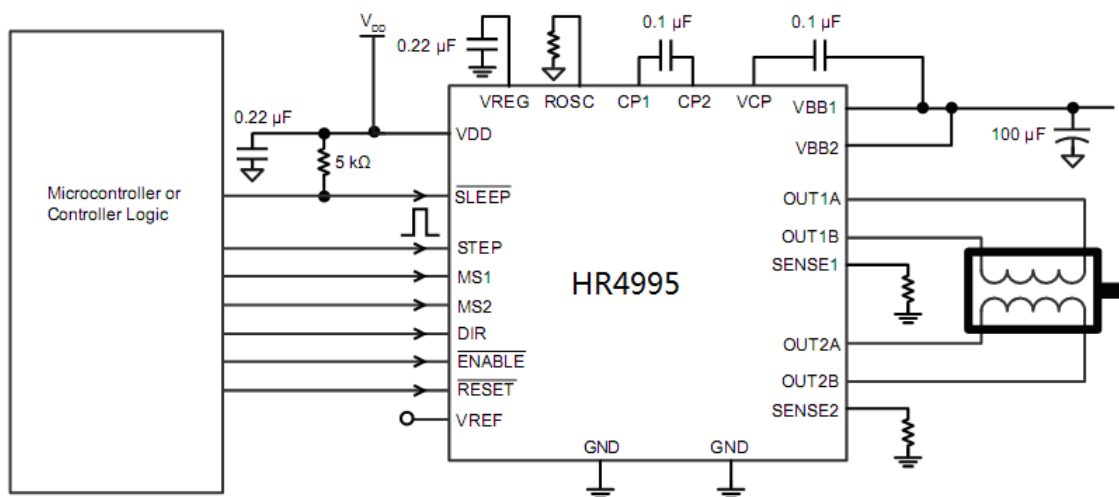 V_DD
0.22 µF
0.1 µF
0.1 µF
VREG
ROSC
CP1
CP2
VCP
VBB1
0.22 µF
VDD
100 µF
VBB2
5 kΩ
Microcontroller or
Controller Logic
SLEEP
OUT1A
OUT1B
STEP
SENSE1
MS1
HR4995
MS2
DIR
OUT2A
ENABLE
OUT2B
RESET
SENSE2
VREF
GND
GND